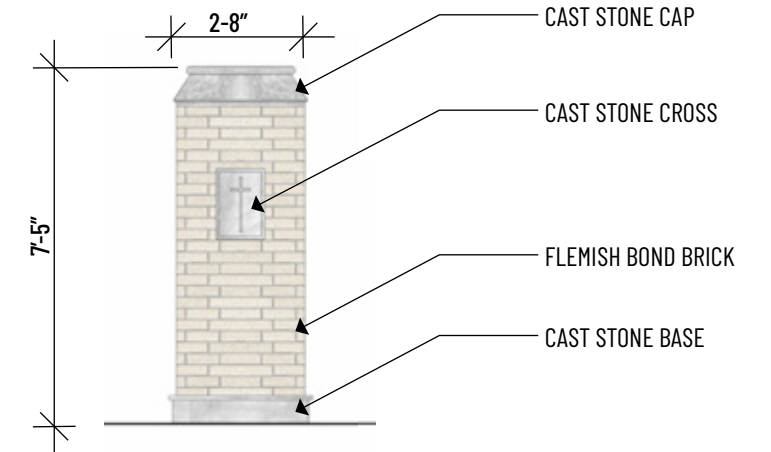 2-8"
CAST STONE CAP
CAST STONE CROSS
7'-5"
FLEMISH BOND BRICK
CAST STONE BASE